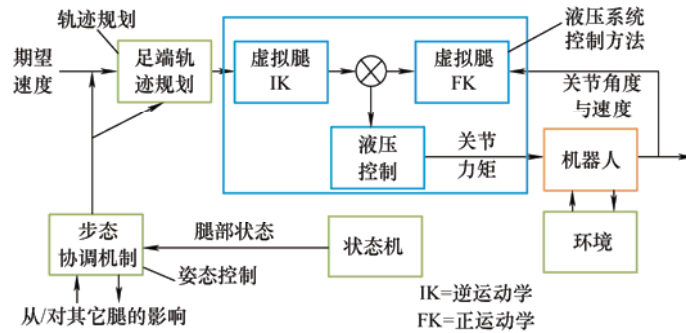 轨迹规划
期望
速度
足端轨
迹规划
虚拟腿
IK
虚拟腿
FK
液压系统
控制方法
关节角度
与速度
液压
控制
关节
力矩
机器人
步态
协调机制
腿部状态
状态机
环境
姿态控制
从/对其它腿的影响
IK=逆运动学
FK=正运动学